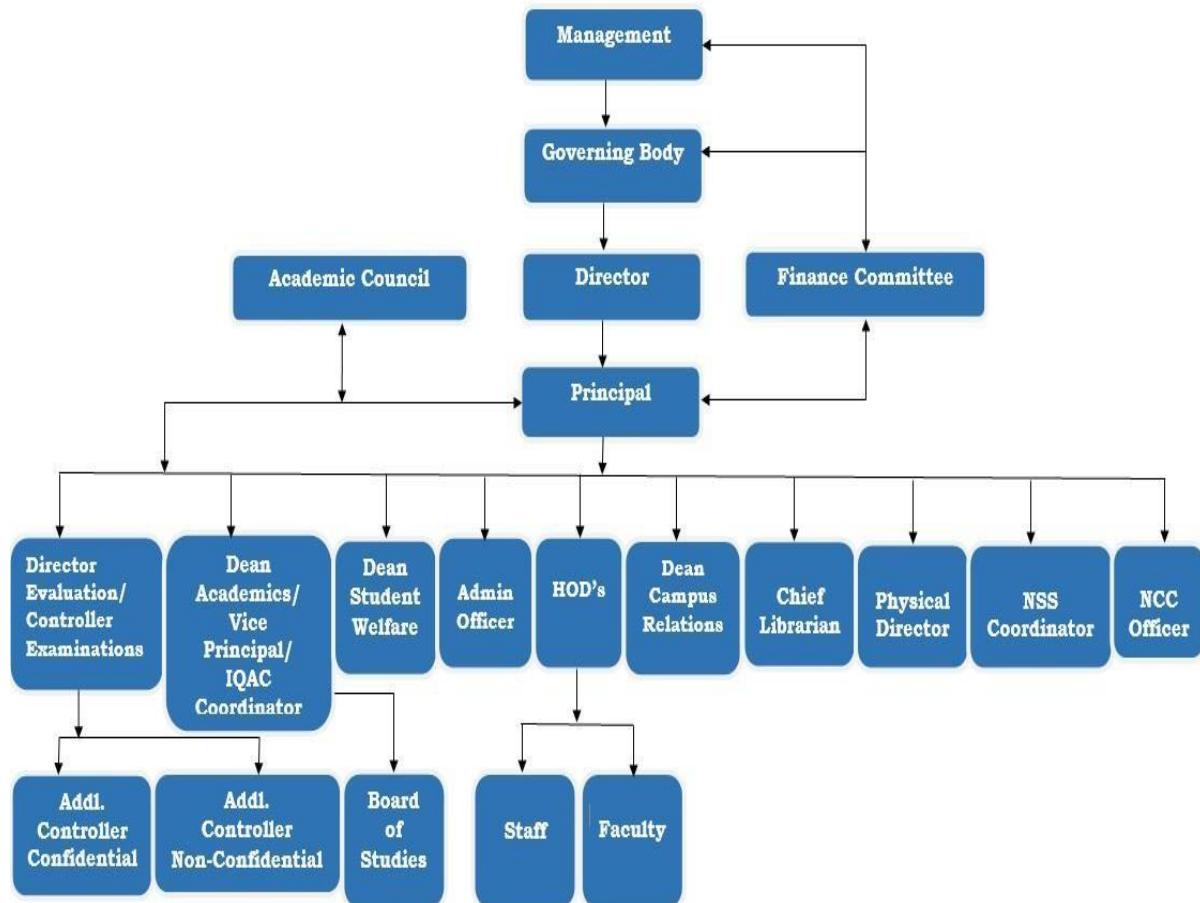 Management
Governing Body
Academic Council
Director
Finance Committee
Principal
Director
Evaluation/
Controller
Examinations
Dean
Academics/
Vice
Principal/
IQAC
Coordinator
Dean
Student
Welfare
Admin
Officer
HOD's
Dean
Campus
Relations
Chief
Librarian
Physical
Director
NSS
Coordinator
NCC
Officer
Addl.
Controller
Confidential
Addl.
Controller
Non-Confidential
Board
of
Studies
Staff
Faculty